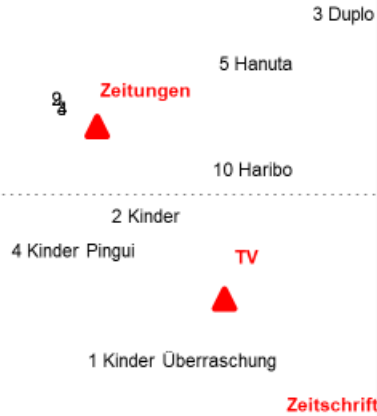 3 Duplo
5 Hanuta
Zeitungen
10 Haribo
2 Kinder
4 Kinder Pingui
TV
1 Kinder Überraschung
Zeitschrift